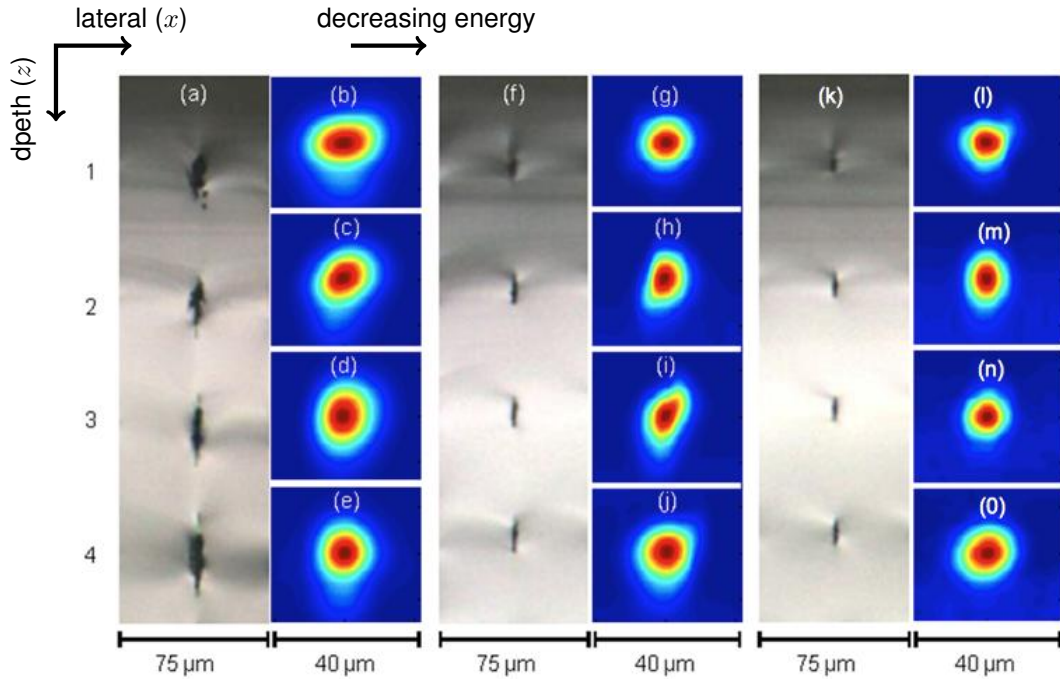 lateral (x)
decreasing energy
dpeth (z)
(a)
(b)
(f)
(g)
(k)
(l)
1
(c)
(h)
(m)
2
(d)
(i)
(n)
3
(e)
(j)
(0)
4
75 µm
40 µm
75 µm
40 µm
75 µm
40 µm